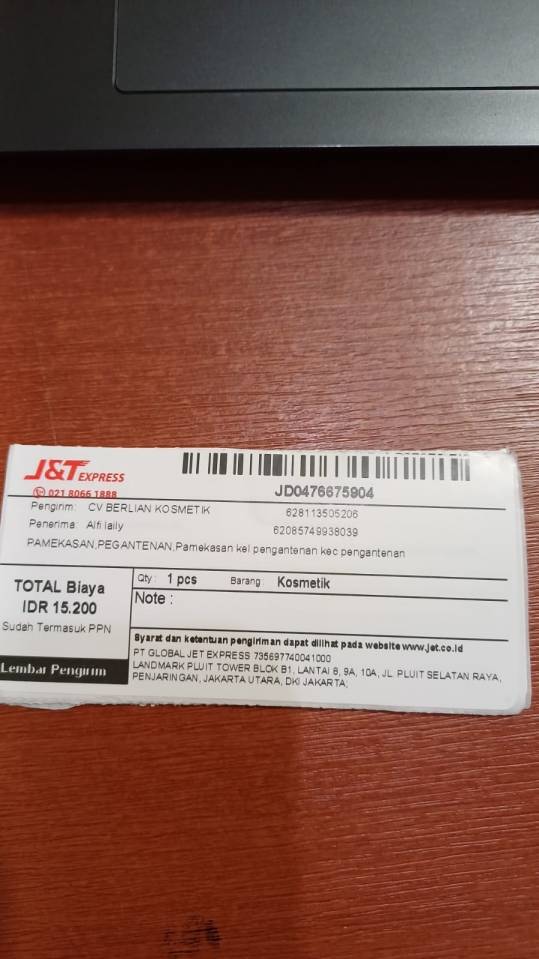 J&T EXPRESS
021 8066 1888
JD0476675904
Pengirim: CV BERLIAN KOSMETIK 628113505206
Penerima: Alfi laily 62085749938039
PAMEKASAN,PEGANTENAN,Pamekasan kel pengantenan kec pengantenan
TOTAL Biaya
IDR 15.200
Sudah Termasuk PPN
Lembar Pengirim
Qty: 1 pcs Barang: Kosmetik
Note :
Syarat dan ketentuan pengiriman dapat dilihat pada website www.jet.co.id
PT GLOBAL JET EXPRESS 735697740041000
LANDMARK PLUIT TOWER BLOK B1, LANTAI 8, 9A, 10A, JL. PLUIT SELATAN RAYA,
PENJARINGAN, JAKARTA UTARA, DKI JAKARTA;